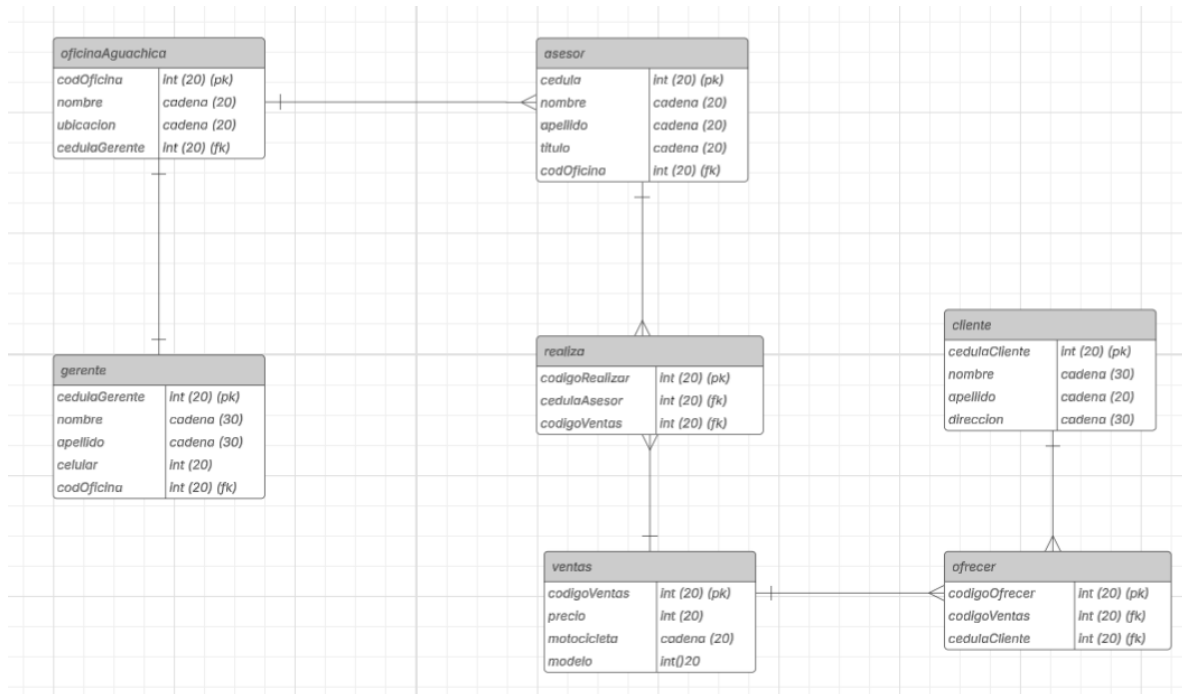 oficinaAguachica
codOficina int (20) (pk)
nombre cadena (20)
ubicacion cadena (20)
cedulaGerente int (20) (fk)
asesor
cedula int (20) (pk)
nombre cadena (20)
apellido cadena (20)
titulo cadena (20)
codOficina int (20) (fk)
gerente
cedulaGerente int (20) (pk)
nombre cadena (30)
apellido cadena (30)
celular int (20)
codOficina int (20) (fk)
realiza
codigoRealizar int (20) (pk)
cedulaAsesor int (20) (fk)
codigoVentas int (20) (fk)
cliente
cedulaCliente int (20) (pk)
nombre cadena (30)
apellido cadena (20)
direccion cadena (30)
ventas
codigoVentas int (20) (pk)
precio int (20)
motocicleta cadena (20)
modelo int()20
ofrecer
codigoOfrecer int (20) (pk)
codigoVentas int (20) (fk)
cedulaCliente int (20) (fk)